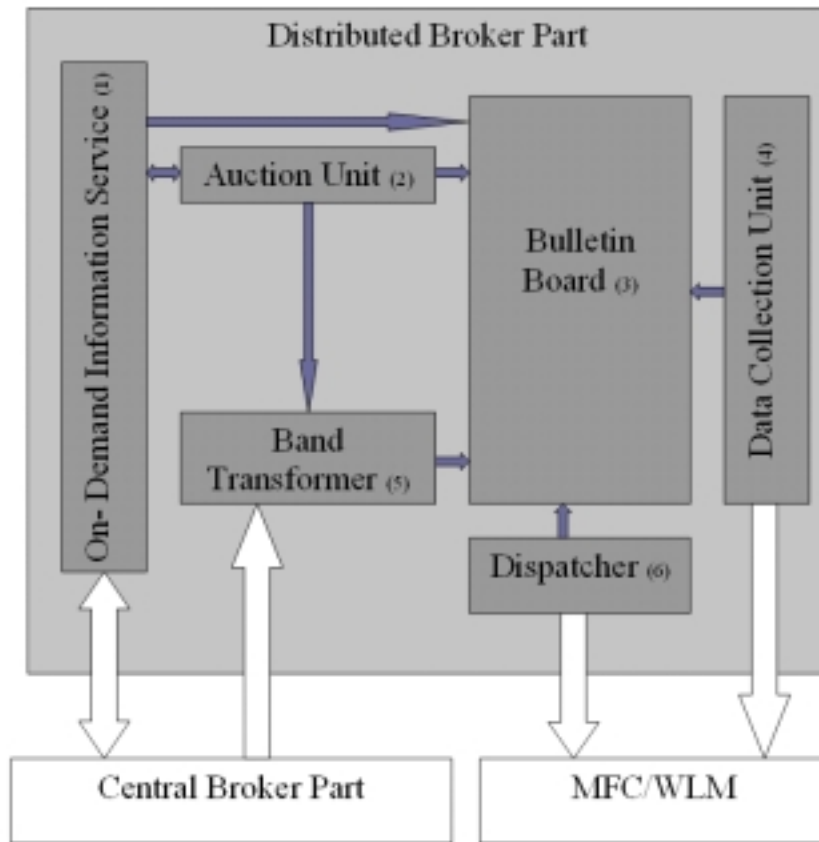 Distributed Broker Part
On- Demand Information Service (1)
Auction Unit (2)
Bulletin
Board (3)
Data Collection Unit (4)
Band
Transformer (5)
Dispatcher (6)
Central Broker Part
MFC/WLM